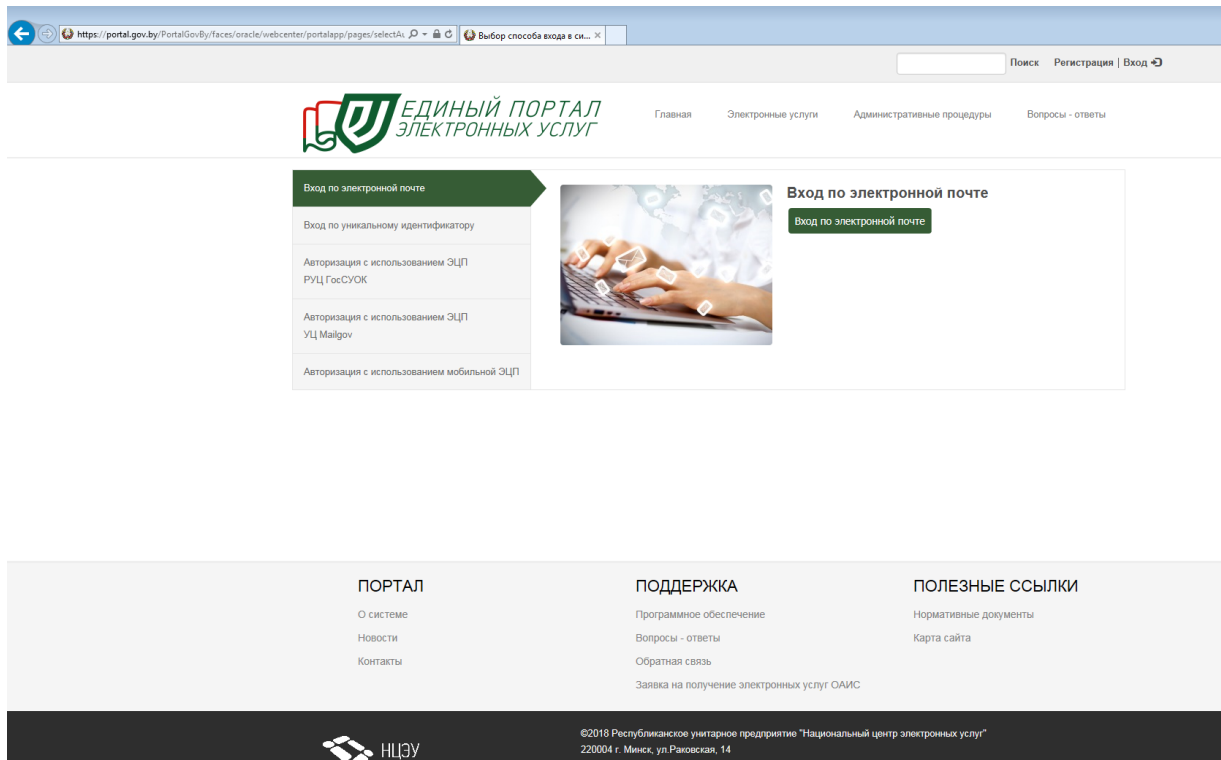 https://portal.gov.by/PortalGovBy/faces/oracle/webcenter/portalapp/pages/selectAu
Выбор способа входа в си...
Поиск Регистрация | Вход
ЕДИНЫЙ ПОРТАЛ
ЭЛЕКТРОННЫХ УСЛУГ
Главная Электронные услуги Административные процедуры Вопросы - ответы
Вход по электронной почте
Вход по уникальному идентификатору
Авторизация с использованием ЭЦП
РУЦ ГосСУОК
Авторизация с использованием ЭЦП
УЦ Mailgov
Авторизация с использованием мобильной ЭЦП
Вход по электронной почте
Вход по электронной почте
ПОРТАЛ
О системе
Новости
Контакты
ПОДДЕРЖКА
Программное обеспечение
Вопросы - ответы
Обратная связь
Заявка на получение электронных услуг ОАИС
ПОЛЕЗНЫЕ ССЫЛКИ
Нормативные документы
Карта сайта
НЦЭУ
©2018 Республиканское унитарное предприятие "Национальный центр электронных услуг"
220004 г. Минск, ул.Раковская, 14